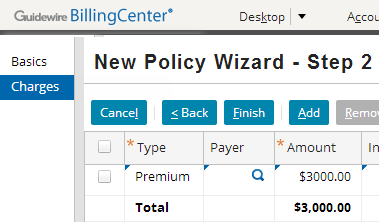 Guidewire BillingCenter® Desktop Accou
Basics
Charges
New Policy Wizard - Step 2
Cancel < Back Finish Add Remo
* Type Payer * Amount In
Premium $3000.00
Total $3,000.00